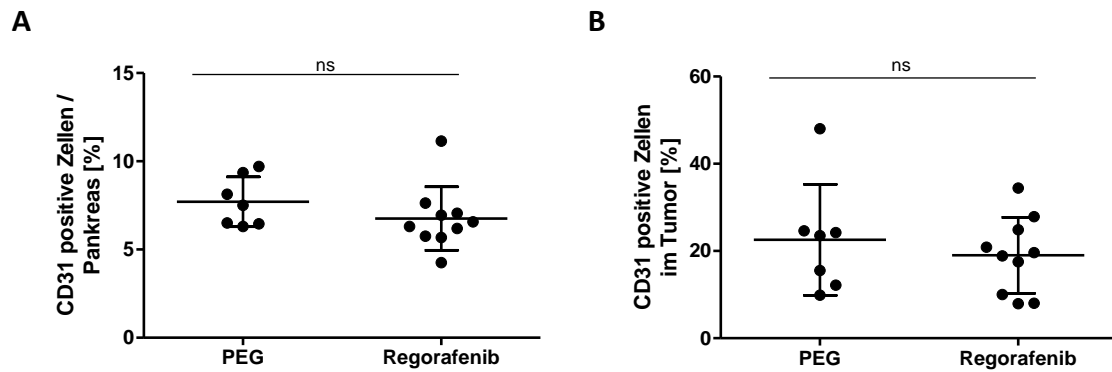 A
CD31 positive Zellen /
Pankreas [%]
15
10
5
0
ns
PEG
Regorafenib
B
CD31 positive Zellen
im Tumor [%]
60
40
20
0
ns
PEG
Regorafenib